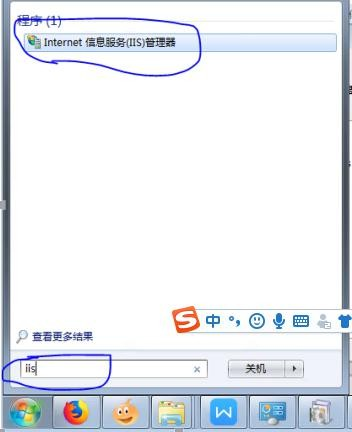 程序 (1)
Internet 信息服务(IIS)管理器
S 中
查看更多结果
iis
关机
W